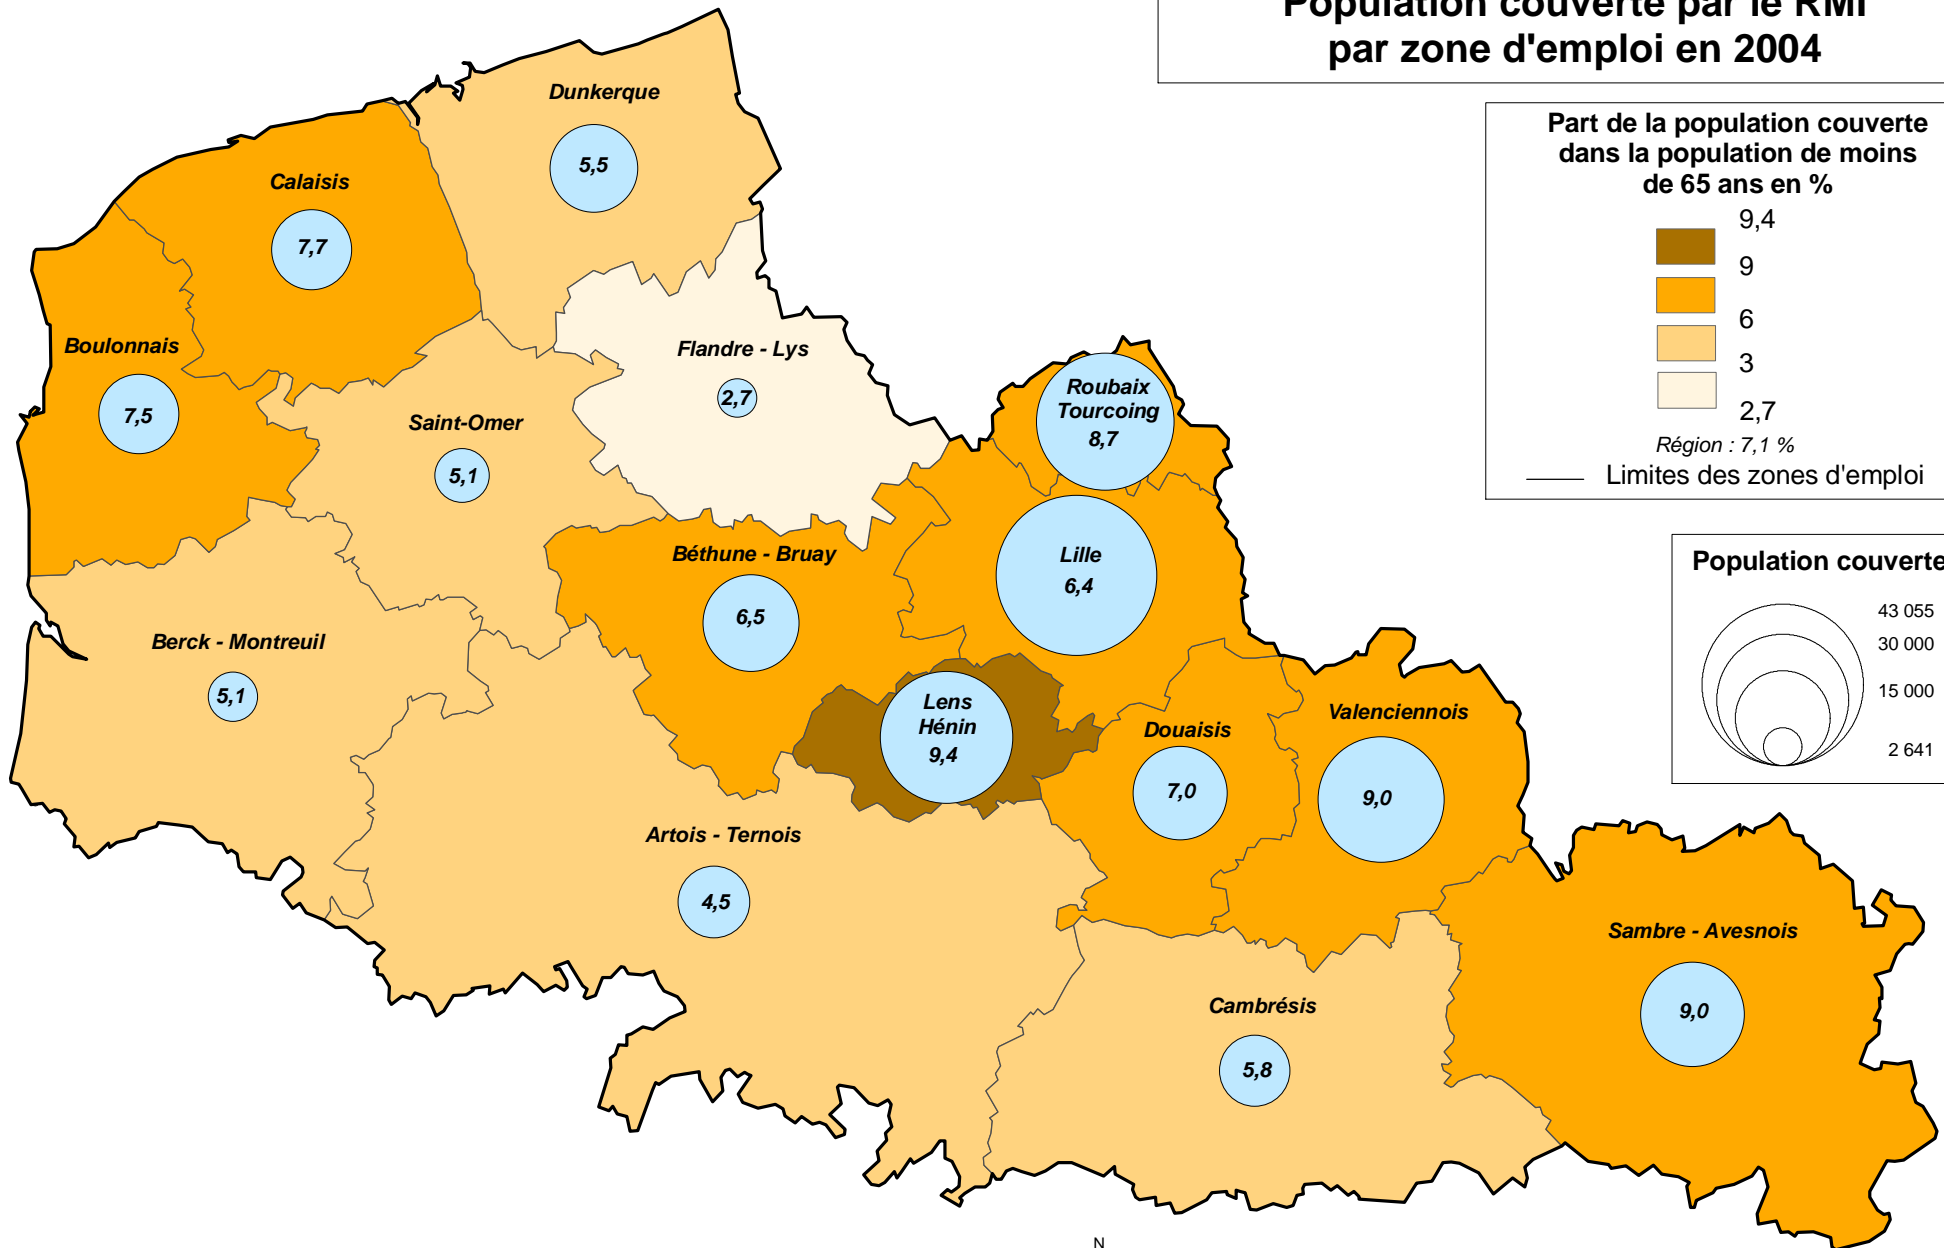 Population couverte par le RMI
par zone d'emploi en 2004
Part de la population couverte
dans la population de moins
de 65 ans en %
9,4
9
6
3
2,7
Région : 7,1 %
Limites des zones d'emploi
Population couverte
43 055
30 000
15 000
2 641
Dunkerque
5,5
Calaisis
7,7
Boulonnais
7,5
Flandre - Lys
2,7
Saint-Omer
5,1
Roubaix
Tourcoing
8,7
Lille
6,4
Béthune - Bruay
6,5
Berck - Montreuil
5,1
Lens
Hénin
9,4
Douaisis
7,0
Valenciennois
9,0
Artois - Ternois
4,5
Sambre - Avesnois
9,0
Cambrésis
5,8
N